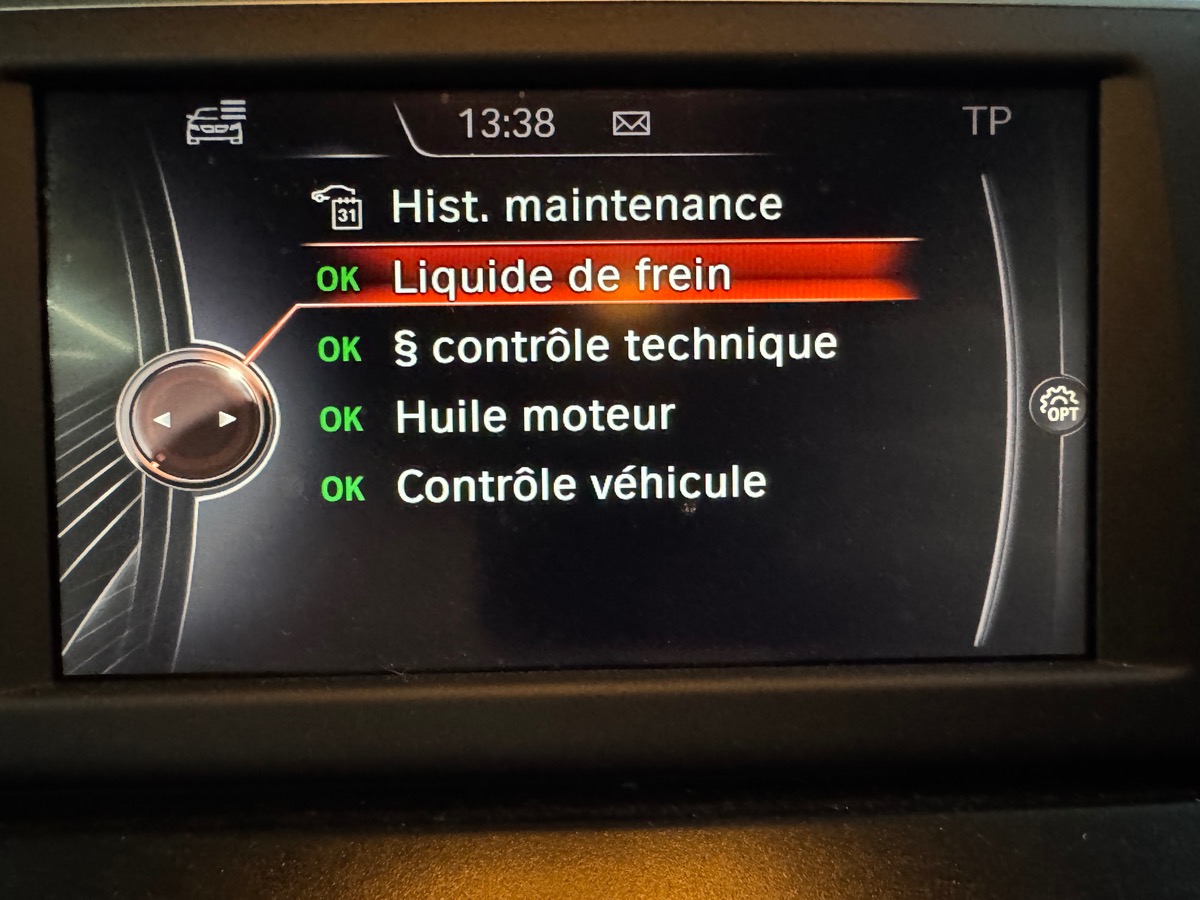 13:38 TP
31 Hist. maintenance
OK Liquide de frein
OK § contrôle technique
OK Huile moteur
OPT
OK Contrôle véhicule